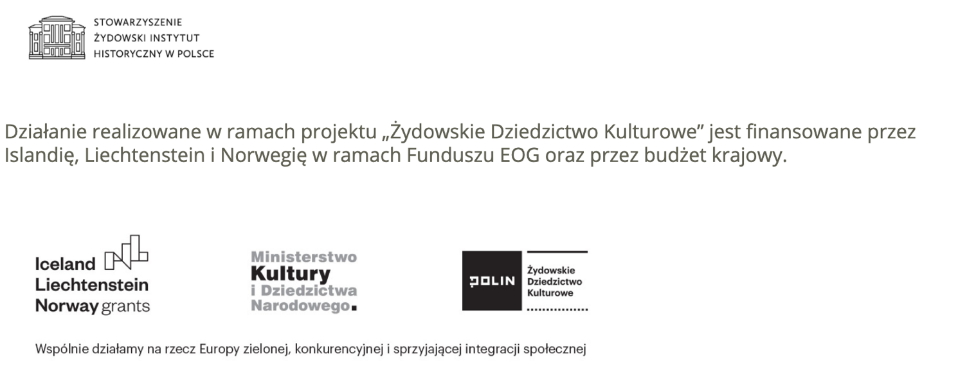 STOWARZYSZENIE
ŻYDOWSKI INSTYTUT
HISTORYCZNY W POLSCE
Działanie realizowane w ramach projektu „Żydowskie Dziedzictwo Kulturowe” jest finansowane przez
Islandię, Liechtenstein i Norwegię w ramach Funduszu EOG oraz przez budżet krajowy.
Iceland
Liechtenstein
Norway grants
Ministerstwo
Kultury
i Dziedzictwa
Narodowego.
POLIN
Żydowskie
Dziedzictwo
Kulturowe
Wspólnie działamy na rzecz Europy zielonej, konkurencyjnej i sprzyjającej integracji społecznej